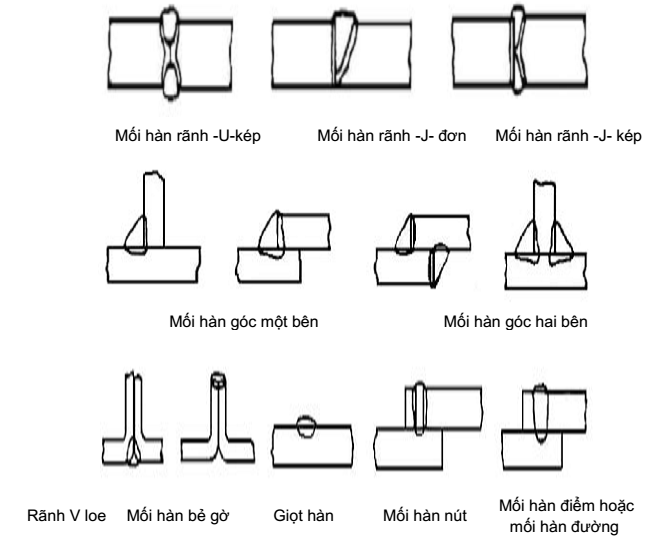 Mối hàn rãnh -U-kép
Mối hàn rãnh -J- đơn
Mối hàn rãnh -J- kép
Mối hàn góc một bên
Mối hàn góc hai bên
Rãnh V loe
Mối hàn bẻ gờ
Giọt hàn
Mối hàn nút
Mối hàn điểm hoặc
mối hàn đường